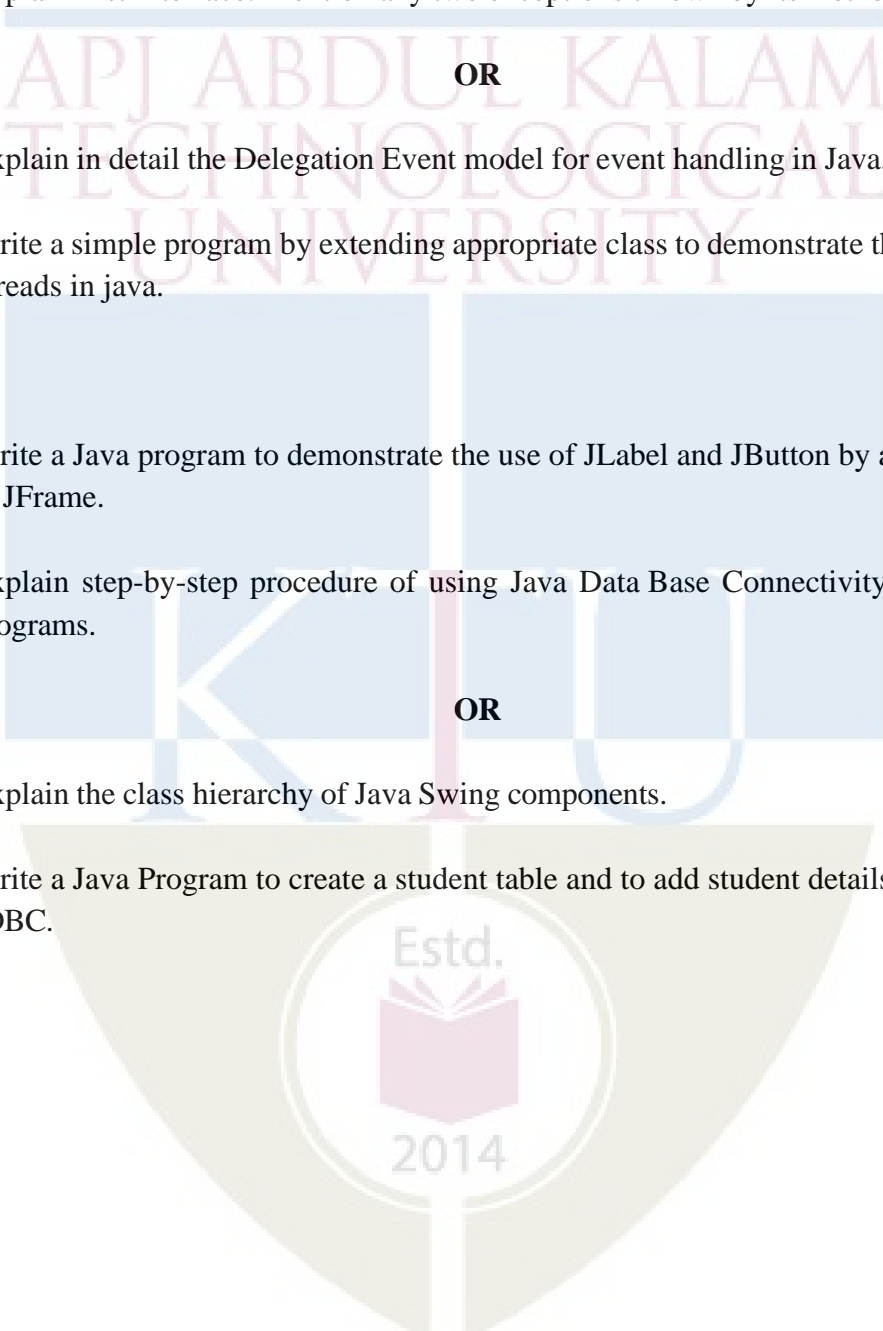 OR
APJ ABDUL KALAM
TECHNOLOGICAL
UNIVERSITY
xplain in detail the Delegation Event model for event handling in Java.
rite a simple program by extending appropriate class to demonstrate th
reads in java.
rite a Java program to demonstrate the use of JLabel and JButton by a
JFrame.
xplain step-by-step procedure of using Java Data Base Connectivity
ograms.
KTU
OR
xplain the class hierarchy of Java Swing components.
rite a Java Program to create a student table and to add student details
DBC.
Estd.
2014